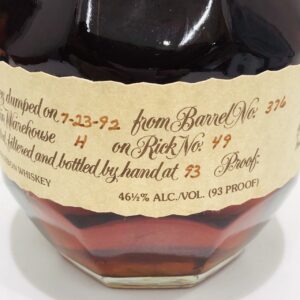 dumped on 7-23-92 from Barrel No. 376
Warehouse H on Rick No. 49
filtered and bottled by hand at 93 Proof:
WHISKEY
46½% ALC./VOL. (93 PROOF)